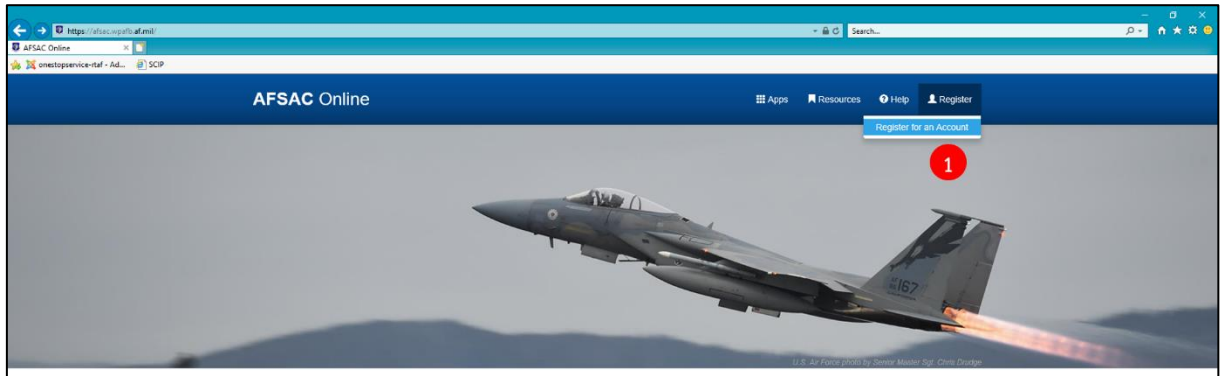 https://afsac.wpafb.af.mil/
Search...
AFSAC Online
onestopservice-rtaf - Ad...
SCIP
AFSAC Online
Apps
Resources
Help
Register
Register for an Account
1
167
U.S. Air Force photo by Senior Master Sgt. Chris Drudge